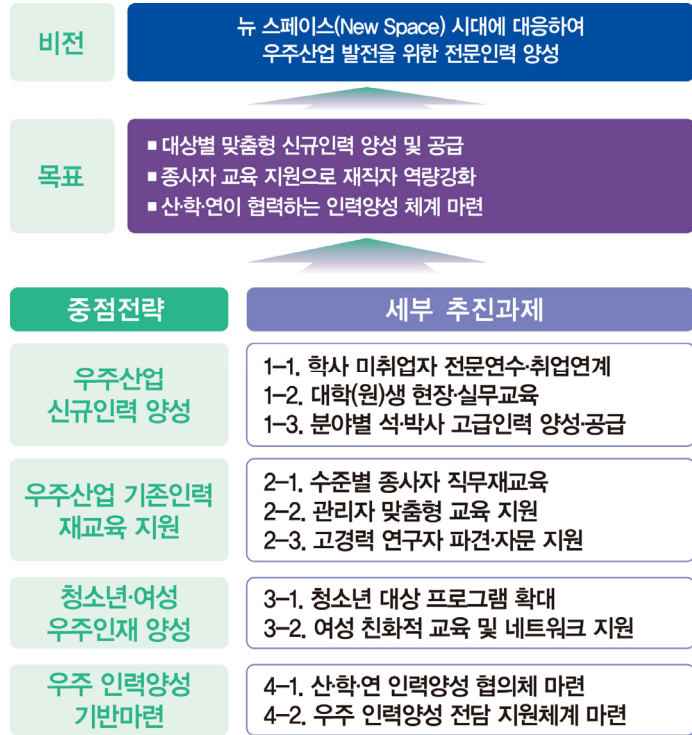 비전
뉴 스페이스(New Space) 시대에 대응하여
우주산업 발전을 위한 전문인력 양성
목표
▪ 대상별 맞춤형 신규인력 양성 및 공급
▪ 종사자 교육 지원으로 재직자 역량강화
▪ 산·학·연이 협력하는 인력양성 체계 마련
중점전략
세부 추진과제
우주산업
신규인력 양성
1–1. 학사 미취업자 전문연수·취업연계
1–2. 대학(원)생 현장·실무교육
1–3. 분야별 석·박사 고급인력 양성·공급
우주산업 기존인력
재교육 지원
2–1. 수준별 종사자 직무재교육
2–2. 관리자 맞춤형 교육 지원
2–3. 고경력 연구자 파견·자문 지원
청소년·여성
우주인재 양성
3–1. 청소년 대상 프로그램 확대
3–2. 여성 친화적 교육 및 네트워크 지원
우주 인력양성
기반마련
4–1. 산·학·연 인력양성 협의체 마련
4–2. 우주 인력양성 전담 지원체계 마련